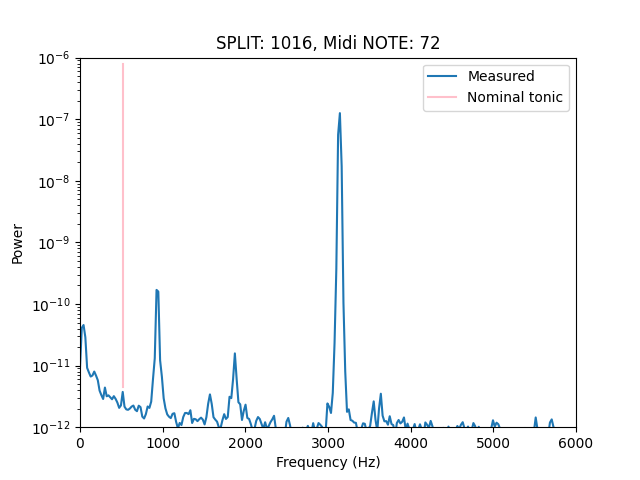 SPLIT: 1016, Midi NOTE: 72
Measured
Nominal tonic
Power
10⁻⁶
10⁻⁷
10⁻⁸
10⁻⁹
10⁻¹⁰
10⁻¹¹
10⁻¹²
0 1000 2000 3000 4000 5000 6000
Frequency (Hz)